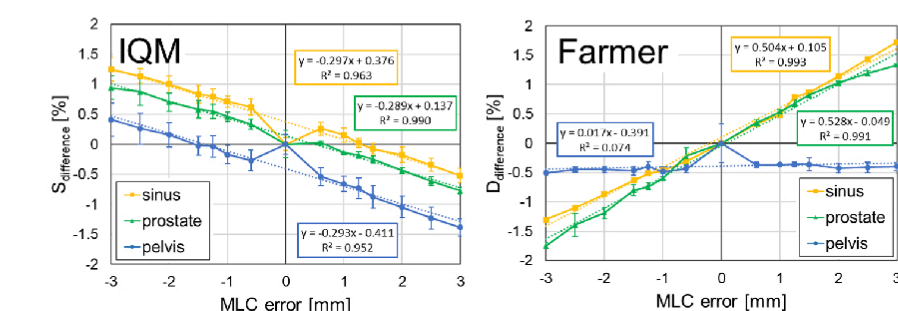 IQM
S difference [%]
2
1.5
1
0.5
0
-0.5
-1
-1.5
-2
y = -0.297x + 0.376
R² = 0.963
y = -0.289x + 0.137
R² = 0.990
y = -0.293x - 0.411
R² = 0.952
sinus
prostate
pelvis
-3 -2 -1 0 1 2 3
MLC error [mm]
Farmer
D difference [%]
2
1.5
1
0.5
0
-0.5
-1
-1.5
-2
y = 0.504x + 0.105
R² = 0.993
y = 0.528x - 0.049
R² = 0.991
y = 0.017x - 0.391
R² = 0.074
sinus
prostate
pelvis
-3 -2 -1 0 1 2 3
MLC error [mm]